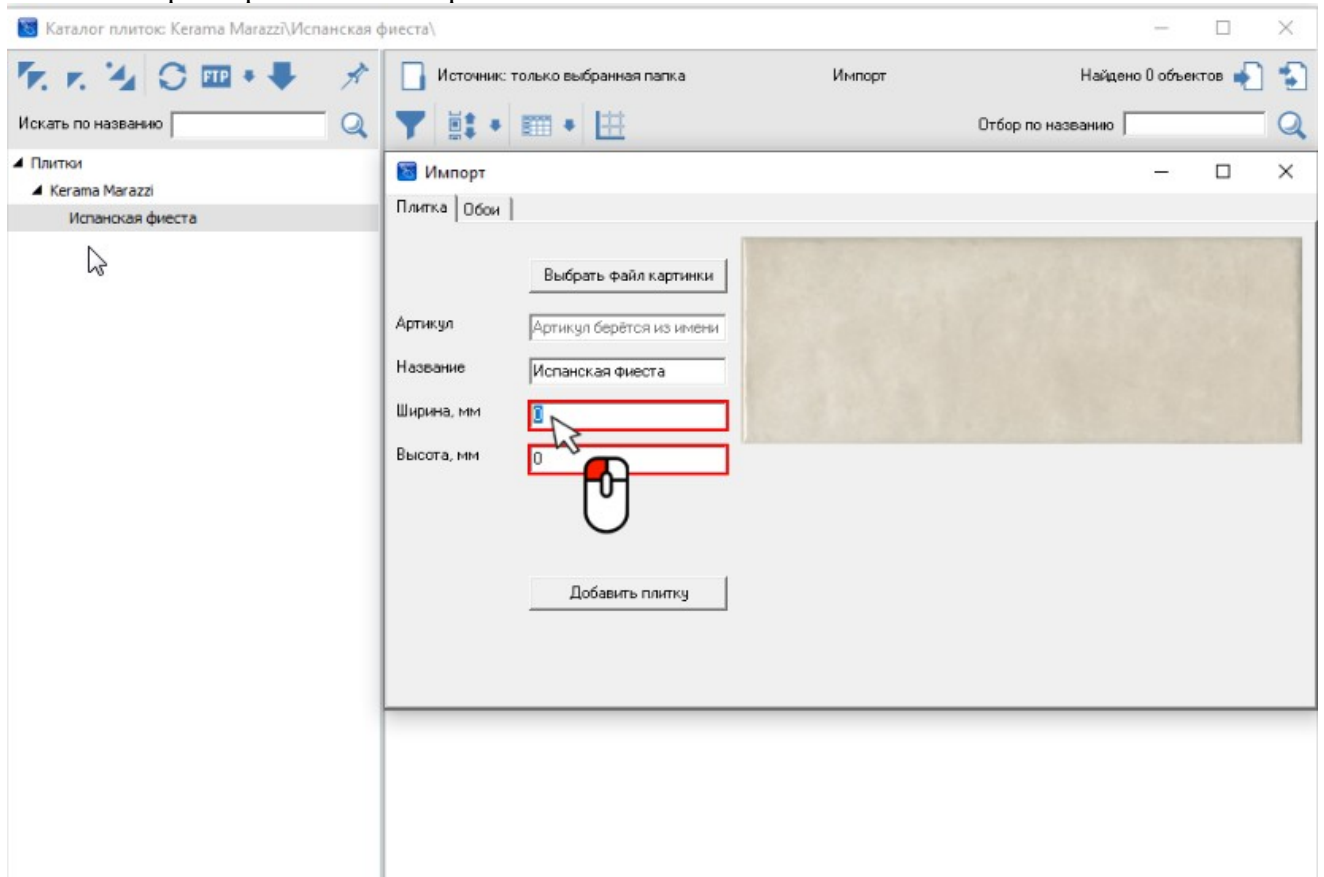 Каталог плиток: Kerama Marazzi\Испанская фиеста\
FTP
Источник: только выбранная папка
Импорт
Найдено 0 объектов
Искать по названию
Отбор по названию
Плитки
Kerama Marazzi
Испанская фиеста
Импорт
Плитка
Обои
Выбрать файл картинки
Артикул
Артикул берётся из имени
Название
Испанская фиеста
Ширина, мм
0
Высота, мм
0
Добавить плитку